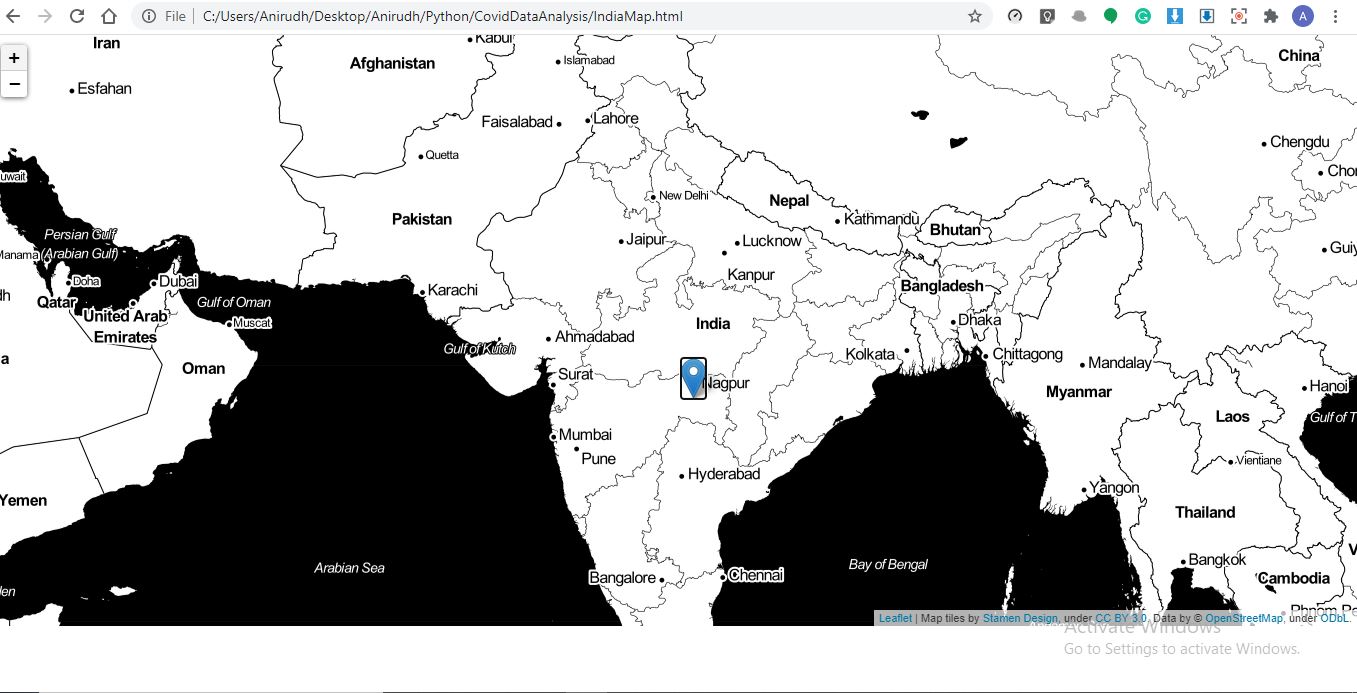 File C:/Users/Anirudh/Desktop/Anirudh/Python/CovidDataAnalysis/IndiaMap.html
A
+
−
Iran
Kabul
Afghanistan
Islamabad
China
Esfahan
Faisalabad
Lahore
Chengdu
Quetta
uwait
Chon
New Delhi
Nepal
Pakistan
Kathmandu
Bhutan
Persian Gulf
(Arabian Gulf)
Manama
Jaipur
Lucknow
Guiy
Kanpur
Doha
Dubai
Bangladesh
dh
Karachi
Qatar
Gulf of Oman
United Arab
Emirates
Muscat
India
Dhaka
Ahmadabad
Gulf of Kutch
Kolkata
Chittagong
Mandalay
a
Oman
Surat
Nagpur
Hanoi
Myanmar
Laos
Gulf of T
Mumbai
Pune
Vientiane
Hyderabad
Yangon
Yemen
Thailand
V
Bangkok
Arabian Sea
Bay of Bengal
Bangalore
Chennai
Cambodia
den
Phnom Pe
Leaflet | Map tiles by Stamen Design, under CC BY 3.0. Data by © OpenStreetMap, under ODbL.
Activate Windows
Go to Settings to activate Windows.